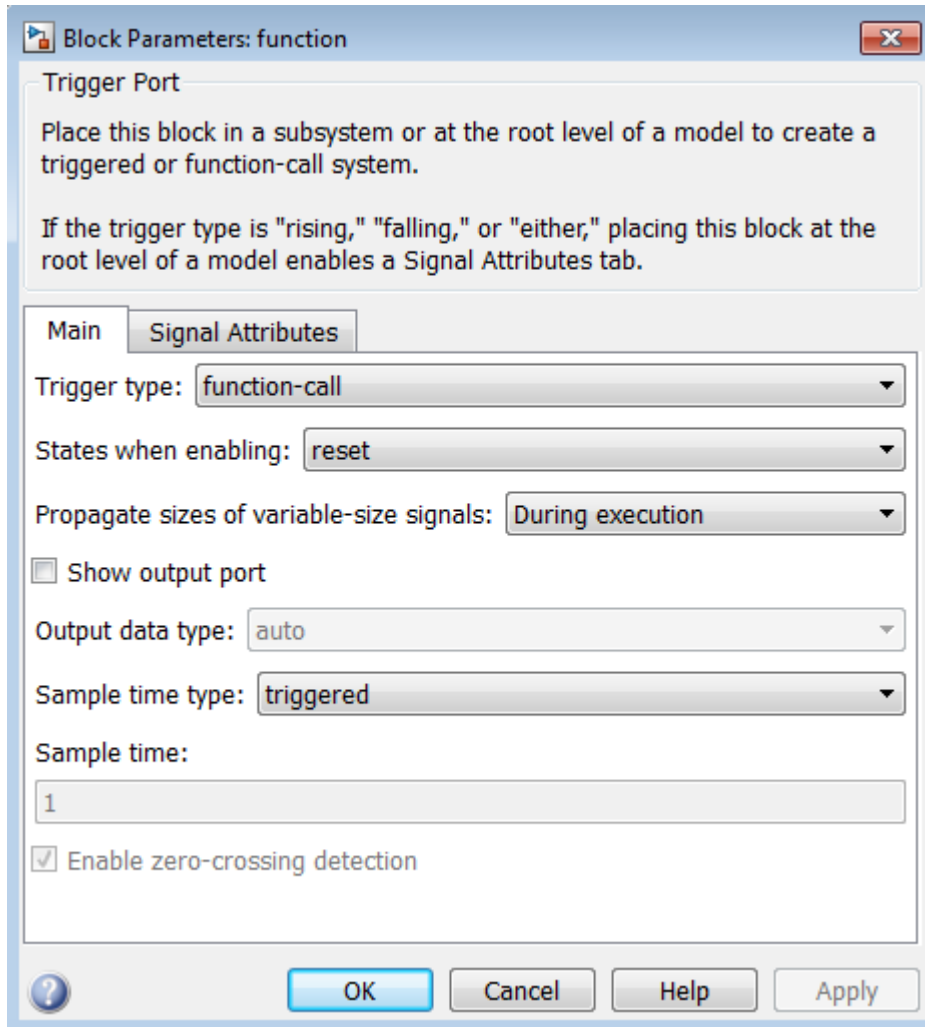 Block Parameters: function
Trigger Port
Place this block in a subsystem or at the root level of a model to create a
triggered or function-call system.
If the trigger type is "rising," "falling," or "either," placing this block at the
root level of a model enables a Signal Attributes tab.
Main Signal Attributes
Trigger type: function-call
States when enabling: reset
Propagate sizes of variable-size signals: During execution
Show output port
Output data type: auto
Sample time type: triggered
Sample time:
1
Enable zero-crossing detection
? OK Cancel Help Apply